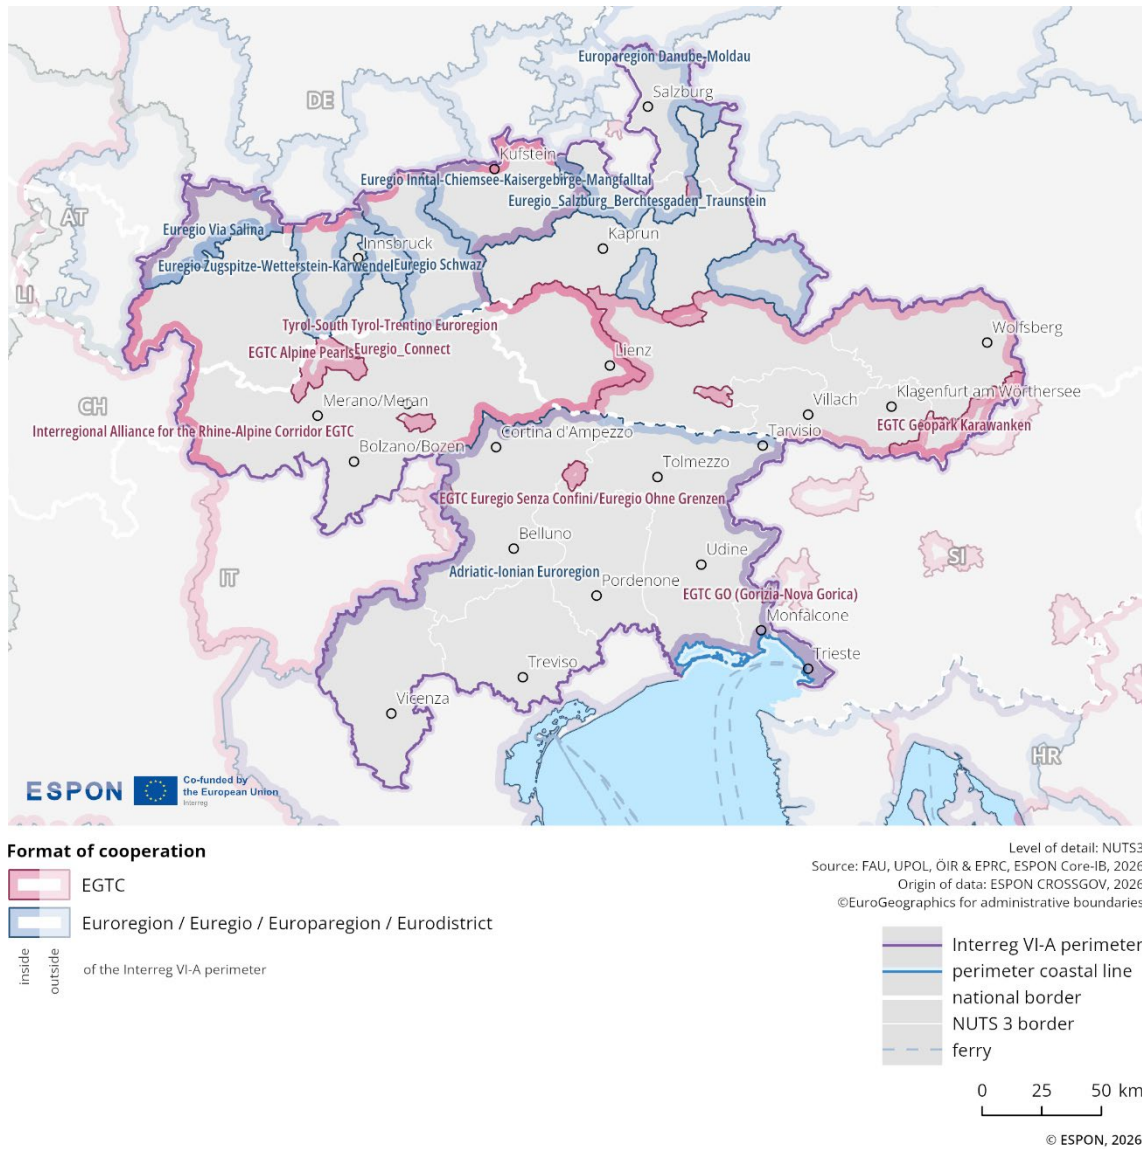 Europaregion Danube-Moldau
Salzburg
DE
Kufstein
Euregio Inntal-Chiemsee-Kaisergebirge-Mangfalltal
Euregio_Salzburg_Berchtesgaden_Traunstein
AT
Euregio Via Salina
Innsbruck
Kaprun
Euregio Zugspitze-Wetterstein-Karwendel
Euregio Schwaz
LI
Tyrol-South Tyrol-Trentino Euroregion
Wolfsberg
EGTC Alpine Pearls
Euregio_Connect
Lienz
CH
Merano/Meran
Villach
Klagenfurt am Wörthersee
EGTC Geopark Karawanken
Interregional Alliance for the Rhine-Alpine Corridor EGTC
Cortina d'Ampezzo
Tarvisio
Bolzano/Bozen
Tolmezzo
EGTC Euregio Senza Confini/Euregio Ohne Grenzen
Belluno
Udine
SI
IT
Adriatic-Ionian Euroregion
Pordenone
EGTC GO (Gorizia-Nova Gorica)
Monfalcone
Treviso
Trieste
Vicenza
HR
ESPON
Co-funded by
the European Union
Interreg
Format of cooperation
EGTC
Euroregion / Euregio / Europaregion / Eurodistrict
inside
outside
of the Interreg VI-A perimeter
Level of detail: NUTS3
Source: FAU, UPOL, ÖIR & EPRC, ESPON Core-IB, 2026
Origin of data: ESPON CROSSGOV, 2026
©EuroGeographics for administrative boundaries
Interreg VI-A perimeter
perimeter coastal line
national border
NUTS 3 border
ferry
0 25 50 km
© ESPON, 2026